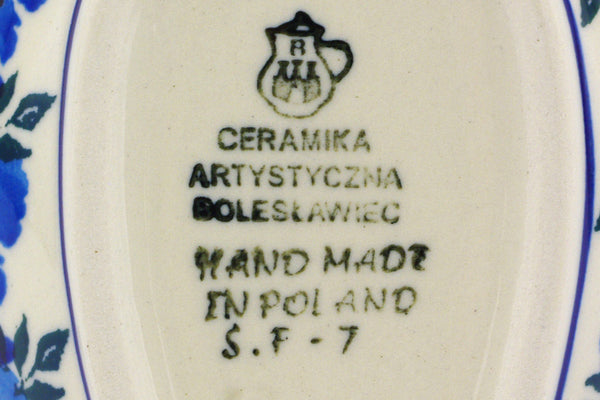 R
CERAMIKA
ARTYSTYCZNA
BOLESŁAWIEC
HAND MADE
IN POLAND
S.F-7